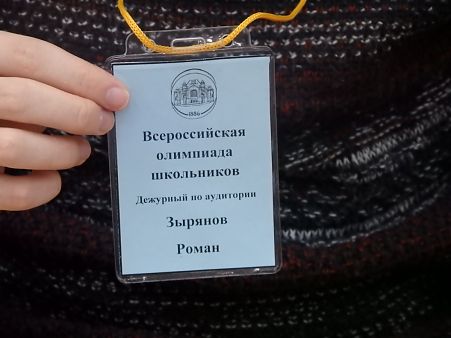 1886
Всероссийская
олимпиада
школьников
Дежурный по аудитории
Зырянов
Роман